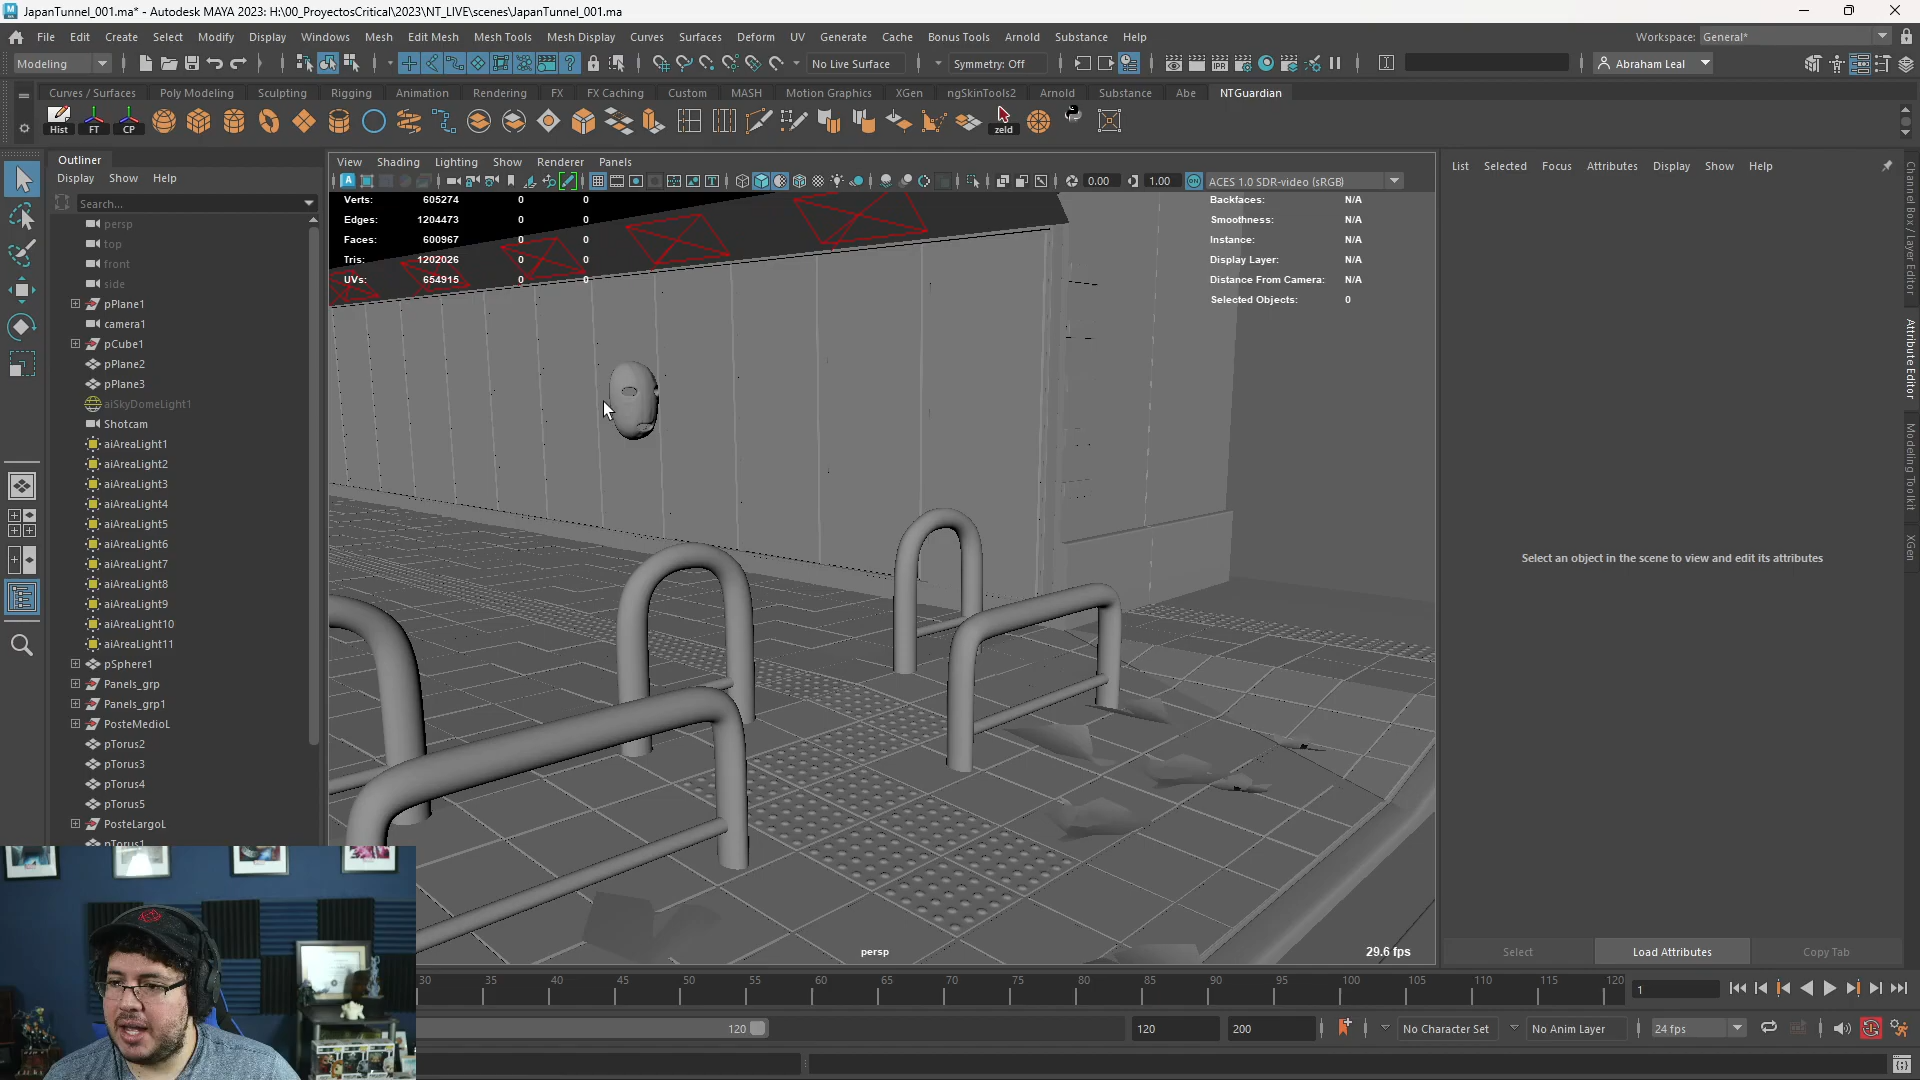 JapanTunnel_001.ma* - Autodesk MAYA 2023: H:\00_ProyectosCritical\2023\NT_LIVE\scenes\JapanTunnel_001.ma
File Edit Create Select Modify Display Windows Mesh Edit Mesh Mesh Tools Mesh Display Curves Surfaces Deform UV Generate Cache Bonus Tools Arnold Substance Help
Workspace: General*
Modeling
No Live Surface
Symmetry: Off
Abraham Leal
Curves / Surfaces Poly Modeling Sculpting Rigging Animation Rendering FX FX Caching Custom MASH Motion Graphics XGen ngSkinTools2 Arnold Substance Abe NTGuardian
Hist FT CP zeld
Outliner
Display Show Help
Search...
persp
top
front
side
pPlane1
camera1
pCube1
pPlane2
pPlane3
aiSkyDomeLight1
Shotcam
aiAreaLight1
aiAreaLight2
aiAreaLight3
aiAreaLight4
aiAreaLight5
aiAreaLight6
aiAreaLight7
aiAreaLight8
aiAreaLight9
aiAreaLight10
aiAreaLight11
pSphere1
Panels_grp
Panels_grp1
PosteMedioL
pTorus2
pTorus3
pTorus4
pTorus5
PosteLargoL
pTorus1
View Shading Lighting Show Renderer Panels
0.00 1.00 ON ACES 1.0 SDR-video (sRGB)
Verts: 605274 0 0
Edges: 1204473 0 0
Faces: 600967 0 0
Tris: 1202026 0 0
UVs: 654915 0 0
Backfaces: N/A
Smoothness: N/A
Instance: N/A
Display Layer: N/A
Distance From Camera: N/A
Selected Objects: 0
persp
29.6 fps
List Selected Focus Attributes Display Show Help
Select an object in the scene to view and edit its attributes
Select Load Attributes Copy Tab
Channel Box / Layer Editor
Attribute Editor
Modeling Toolkit
XGen
30 35 40 45 50 55 60 65 70 75 80 85 90 95 100 105 110 115 120
1
120
120
200
No Character Set
No Anim Layer
24 fps